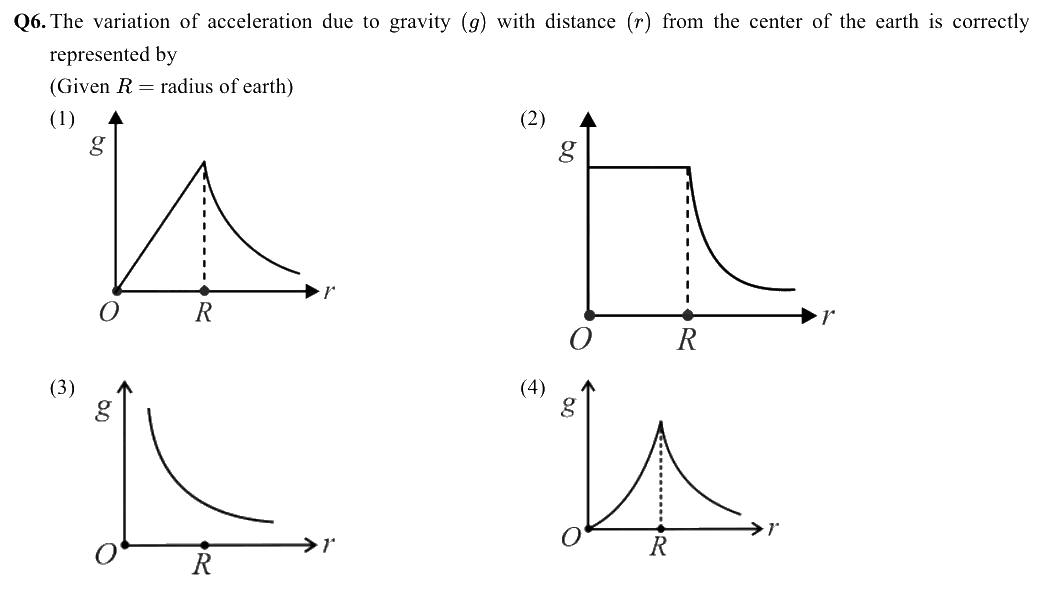 Q6. The variation of acceleration due to gravity (g) with distance (r) from the center of the earth is correctly
represented by
(Given R = radius of earth)
(1)
g
r
O
R
(2)
g
r
O
R
(3)
g
r
O
R
(4)
g
r
O
R